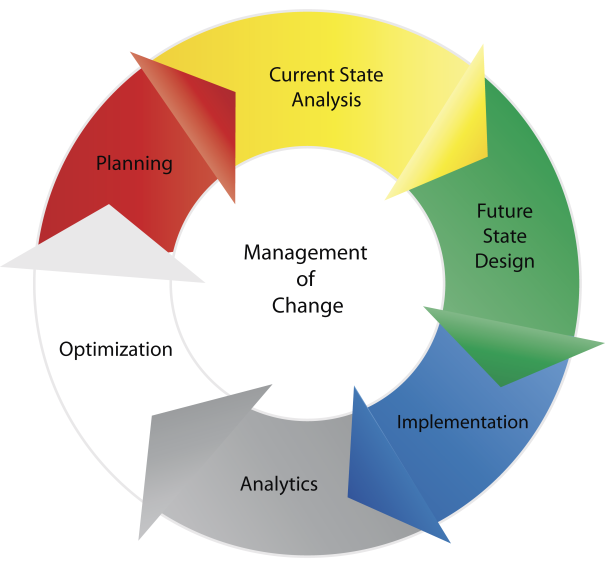 Current State
Analysis
Planning
Future
State
Design
Management
of
Change
Optimization
Implementation
Analytics